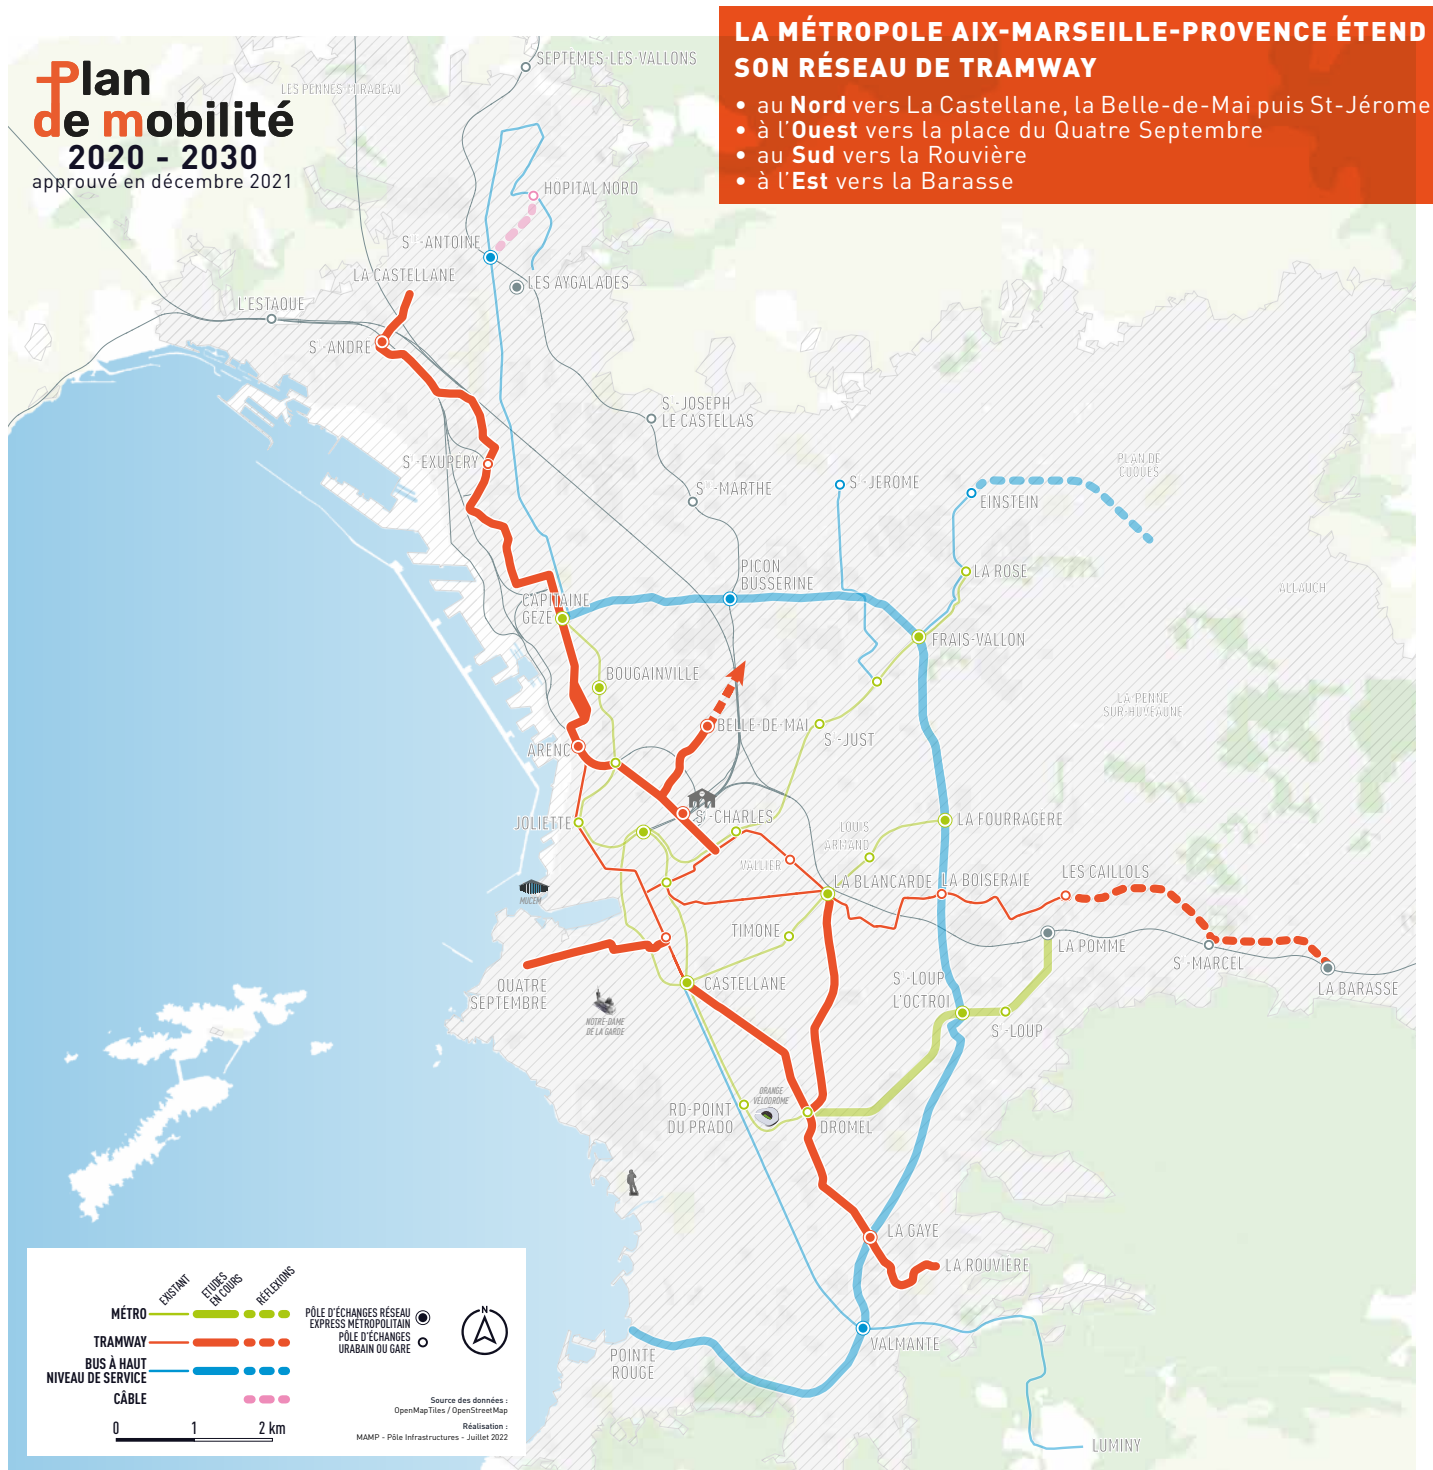 Plan
de mobilité
2020 - 2030
approuvé en décembre 2021
LA MÉTROPOLE AIX-MARSEILLE-PROVENCE ÉTEND
SON RÉSEAU DE TRAMWAY
• au Nord vers La Castellane, la Belle-de-Mai puis St-Jérome
• à l'Ouest vers la place du Quatre Septembre
• au Sud vers la Rouvière
• à l'Est vers la Barasse
SEPTEMES-LES-VALLONS
LES PENNES-MIRABEAU
HOPITAL NORD
ST-ANTOINE
LA CASTELLANE
LES AYGALADES
L'ESTAQUE
ST-ANDRE
ST-JOSEPH
LE CASTELLAS
ST-EXUPERY
STE-MARTHE
ST-JEROME
PLAN DE
CUQUES
EINSTEIN
PICON
BUSSERINE
LA ROSE
ALLAUCH
CAPITAINE
GEZE
FRAIS-VALLON
BOUGAINVILLE
LA-PENNE
SUR-HUVEAUNE
BELLE-DE-MAI
ST-JUST
ARENC
JOLIETTE
ST-CHARLES
LOUIS
ARMAND
LA FOURRAGERE
VALLIER
LA BLANCARDE
LA BOISERAIE
LES CAILLOLS
MUCEM
TIMONE
LA POMME
ST-MARCEL
LA BARASSE
QUATRE
SEPTEMBRE
CASTELLANE
ST-LOUP
L'OCTROI
ST-LOUP
NOTRE-DAME
DE LA GARDE
ORANGE
VELODROME
RD-POINT
DU PRADO
DROMEL
LA GAYE
LA ROUVIERE
POINTE
ROUGE
VALMANTE
LUMINY
EXISTANT
ETUDES
EN COURS
RÉFLEXIONS
MÉTRO
TRAMWAY
BUS À HAUT
NIVEAU DE SERVICE
CÂBLE
PÔLE D'ÉCHANGES RÉSEAU
EXPRESS MÉTROPOLITAIN
PÔLE D'ÉCHANGES
URABAIN OU GARE
N
0 1 2 km
Source des données :
OpenMapTiles / OpenStreetMap
Réalisation :
MAMP - Pôle Infrastructures - Juillet 2022